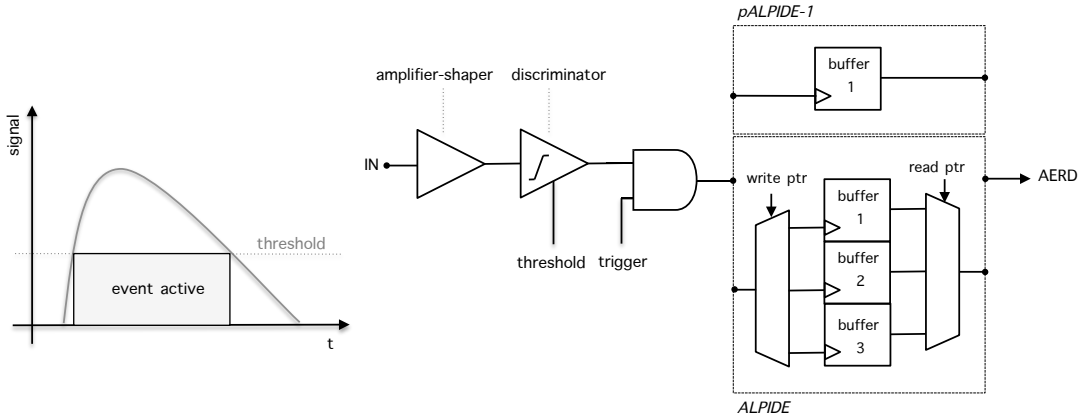 signal
threshold
event active
t
amplifier-shaper
discriminator
IN
threshold
trigger
pALPIDE-1
buffer
1
write ptr
read ptr
buffer
1
buffer
2
buffer
3
AERD
ALPIDE